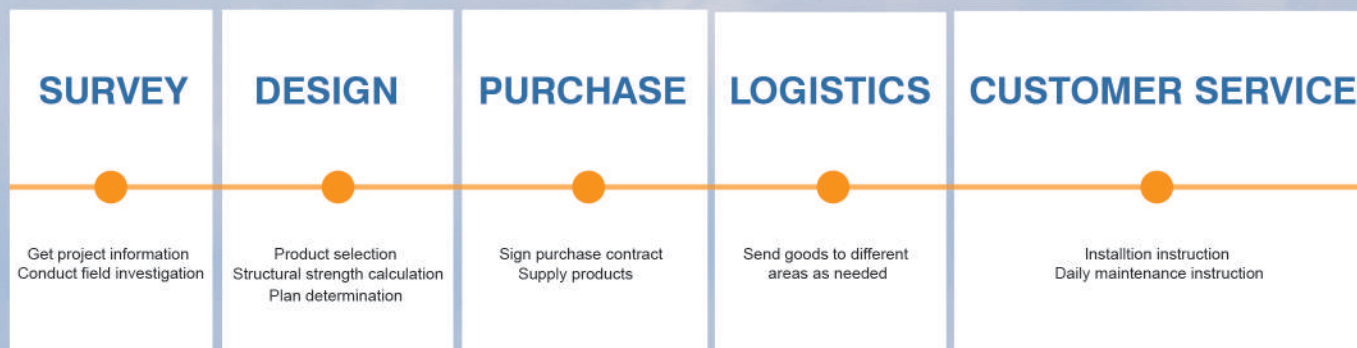 SURVEY
Get project information
Conduct field investigation
DESIGN
Product selection
Structural strength calculation
Plan determination
PURCHASE
Sign purchase contract
Supply products
LOGISTICS
Send goods to different
areas as needed
CUSTOMER SERVICE
Installtion instruction
Daily maintenance instruction